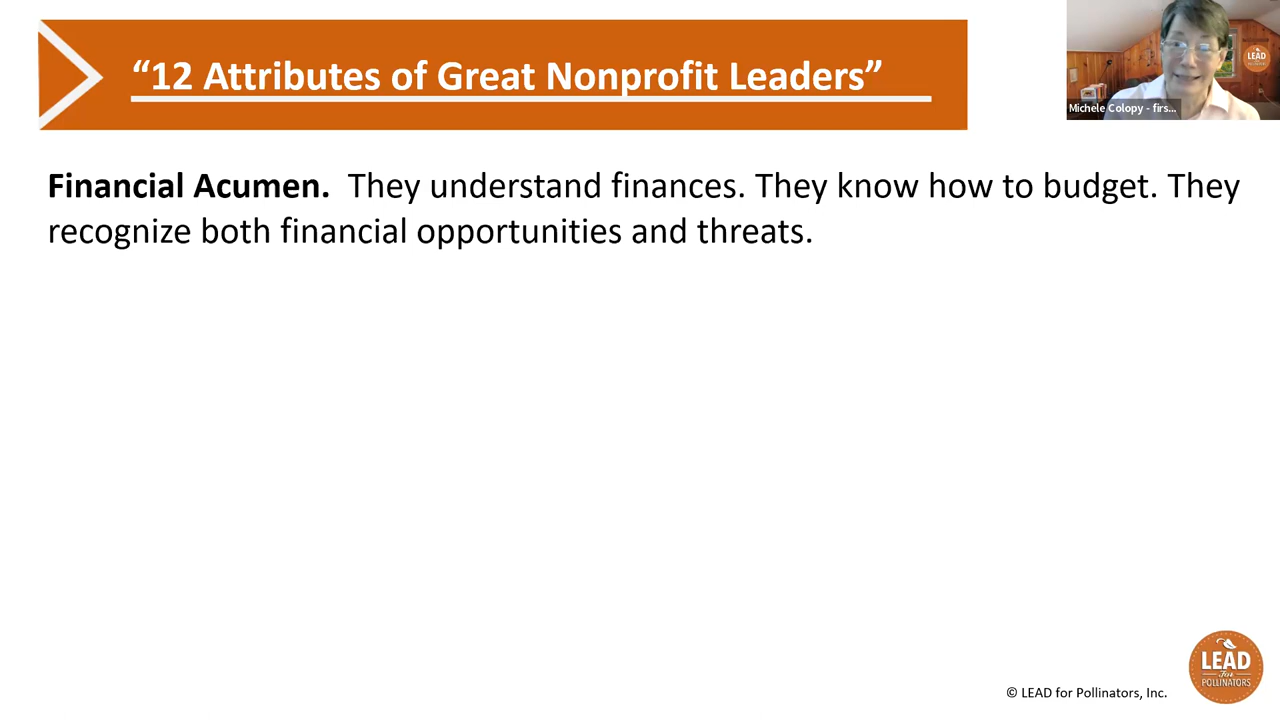 “12 Attributes of Great Nonprofit Leaders”
LEAD
Michele Colopy - firs...
Financial Acumen.  They understand finances. They know how to budget. They
recognize both financial opportunities and threats.
LEAD
for
POLLINATORS
© LEAD for Pollinators, Inc.